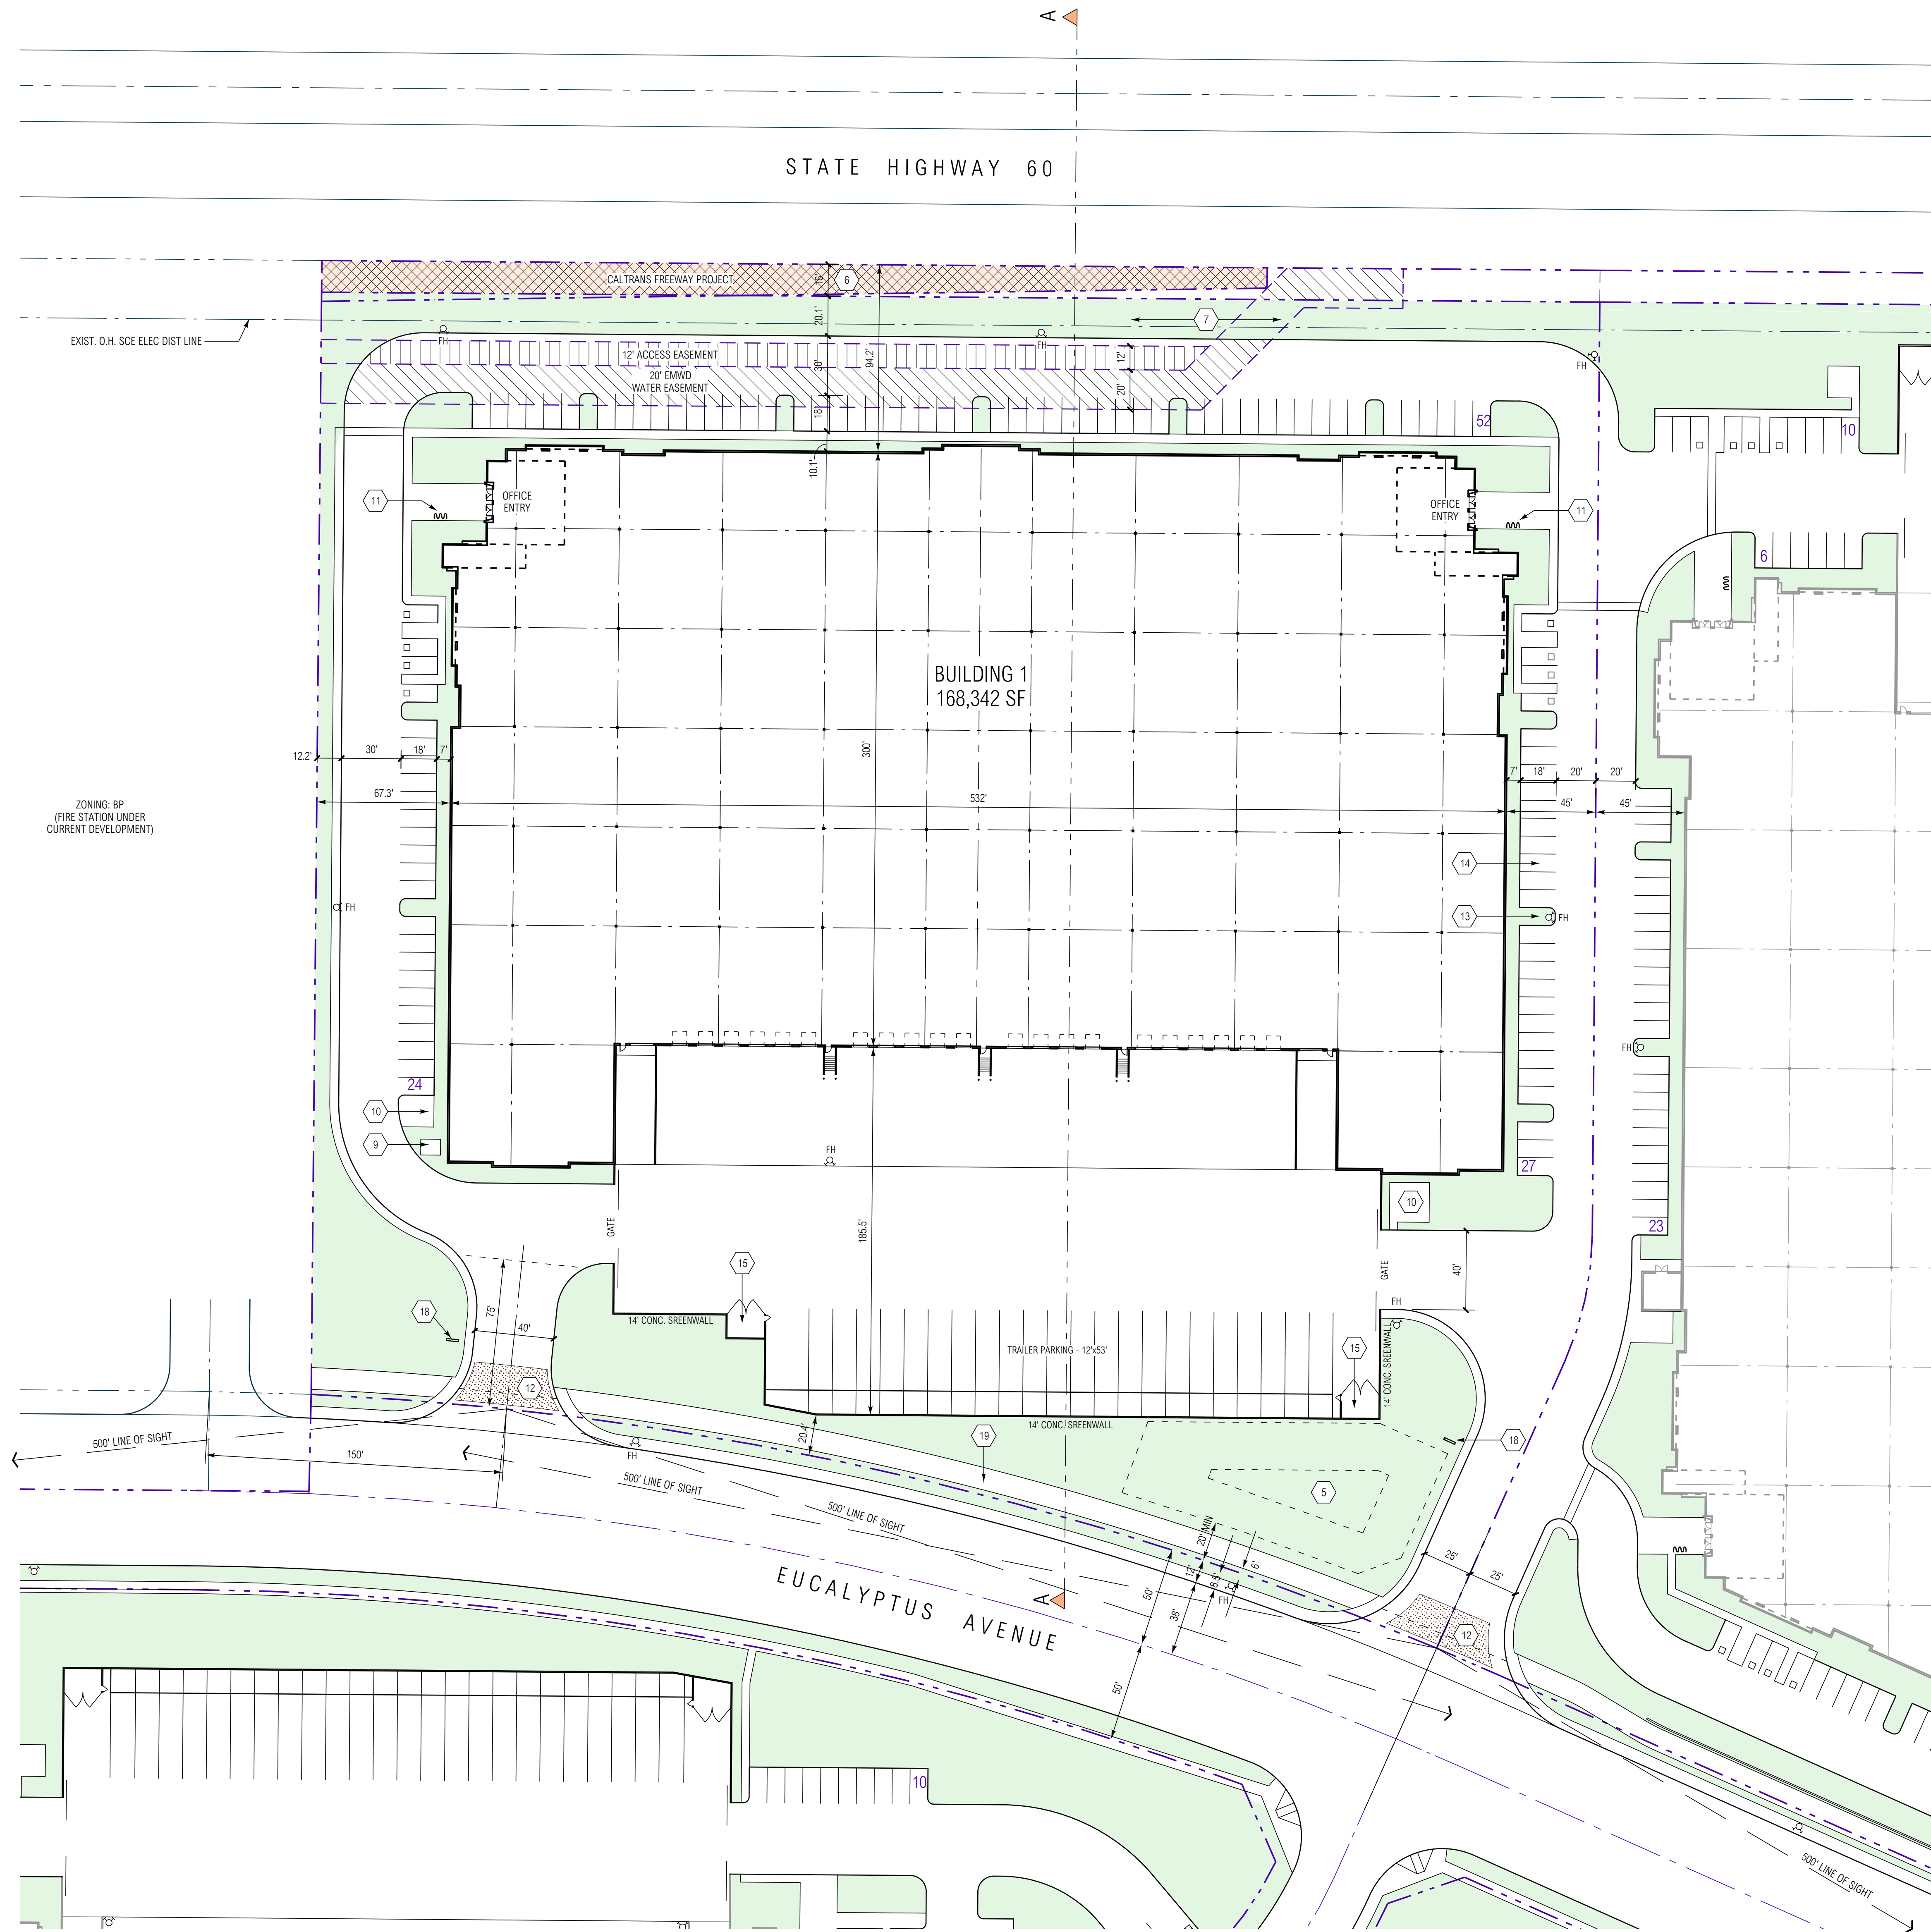 A
STATE HIGHWAY 60
CALTRANS FREEWAY PROJECT
16'
6
20.1'
7
EXIST. O.H. SCE ELEC DIST LINE
FH
FH
FH
12' ACCESS EASEMENT
30'
94.2'
12'
20' EMWD
WATER EASEMENT
20'
18'
52
10
10.1'
11
OFFICE
ENTRY
OFFICE
ENTRY
11
6
BUILDING 1
168,342 SF
12.2'
30'
18'
7'
300'
7'
18'
20'
20'
67.3'
532'
45'
45'
ZONING: BP
(FIRE STATION UNDER
CURRENT DEVELOPMENT)
14
FH
13
FH
FH
24
10
9
FH
27
10
23
GATE
185.5'
GATE
40'
15
18
75'
40'
14' CONC. SREENWALL
FH
14' CONC. SREENWALL
TRAILER PARKING - 12'x53'
15
12
500' LINE OF SIGHT
150'
20.4'
FH
14' CONC. SREENWALL
19
18
500' LINE OF SIGHT
5
500' LINE OF SIGHT
20' MIN
12'
8.5'
6'
FH
50'
38'
25'
25'
EUCALYPTUS AVENUE
A
12
50'
10
500' LINE OF SIGHT